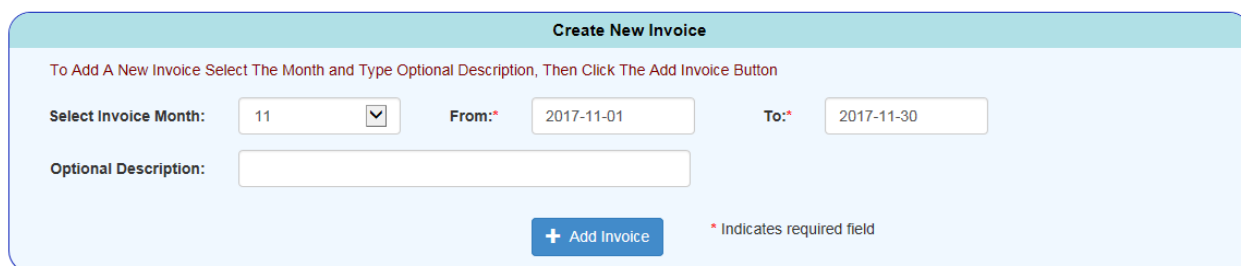 Create New Invoice
To Add A New Invoice Select The Month and Type Optional Description, Then Click The Add Invoice Button
Select Invoice Month: 11 From:* 2017-11-01 To:* 2017-11-30
Optional Description:
+ Add Invoice * Indicates required field